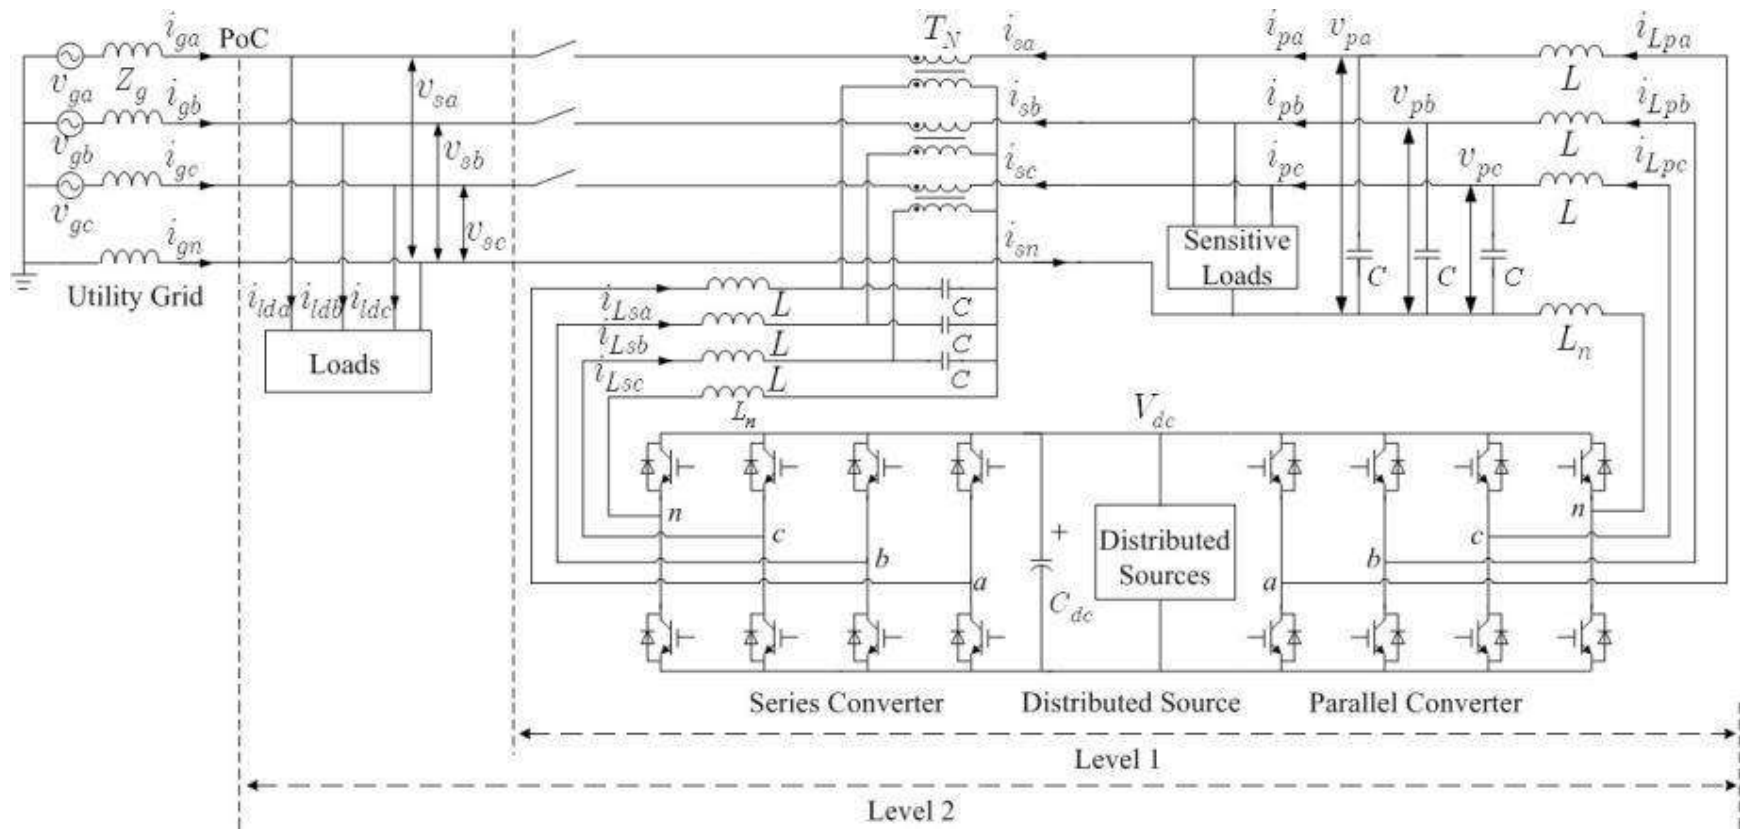 i_ga PoC T_N i_sa i_pa v_pa i_Lpa
v_ga Z_g i_gb v_sa L
i_sb i_pb v_pb i_Lpb
v_gb i_gc v_sb L
i_sc i_pc v_pc i_Lpc
v_gc i_gn v_sc L
i_sn Sensitive
Loads C C C
Utility Grid i_lda i_ldb i_ldc
i_Lsa L C
L_n
i_Lsb L C
Loads
i_Lsc L C
L_n
V_dc
n n
c + Distributed c
b Sources b
a C_dc a
Series Converter Distributed Source Parallel Converter
Level 1
Level 2